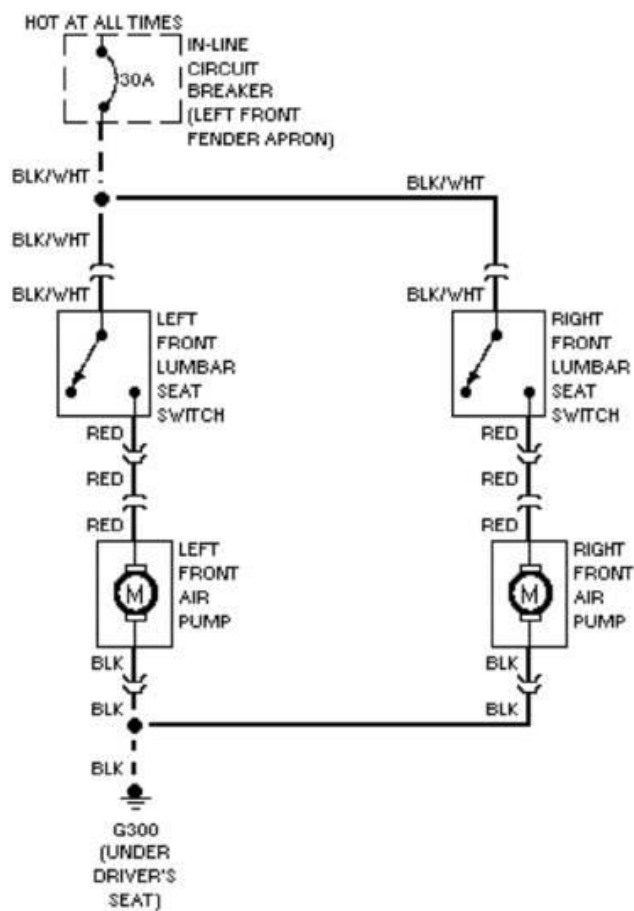 HOT AT ALL TIMES
30A
IN-LINE
CIRCUIT
BREAKER
(LEFT FRONT
FENDER APRON)
BLK/WHT
BLK/WHT
BLK/WHT
BLK/WHT
BLK/WHT
LEFT
FRONT
LUMBAR
SEAT
SWITCH
RIGHT
FRONT
LUMBAR
SEAT
SWITCH
RED
RED
RED
RED
RED
RED
M
LEFT
FRONT
AIR
PUMP
M
RIGHT
FRONT
AIR
PUMP
BLK
BLK
BLK
BLK
BLK
G300
(UNDER
DRIVER'S
SEAT)